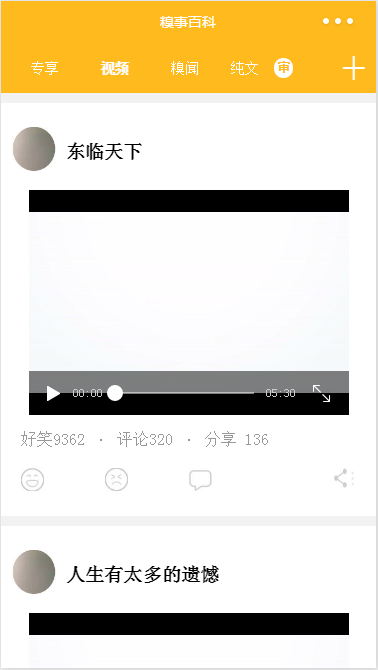 糗事百科
专享 视频 糗闻 纯文 审
东临天下
00:00 05:30
好笑9362 · 评论320 · 分享 136
人生有太多的遗憾